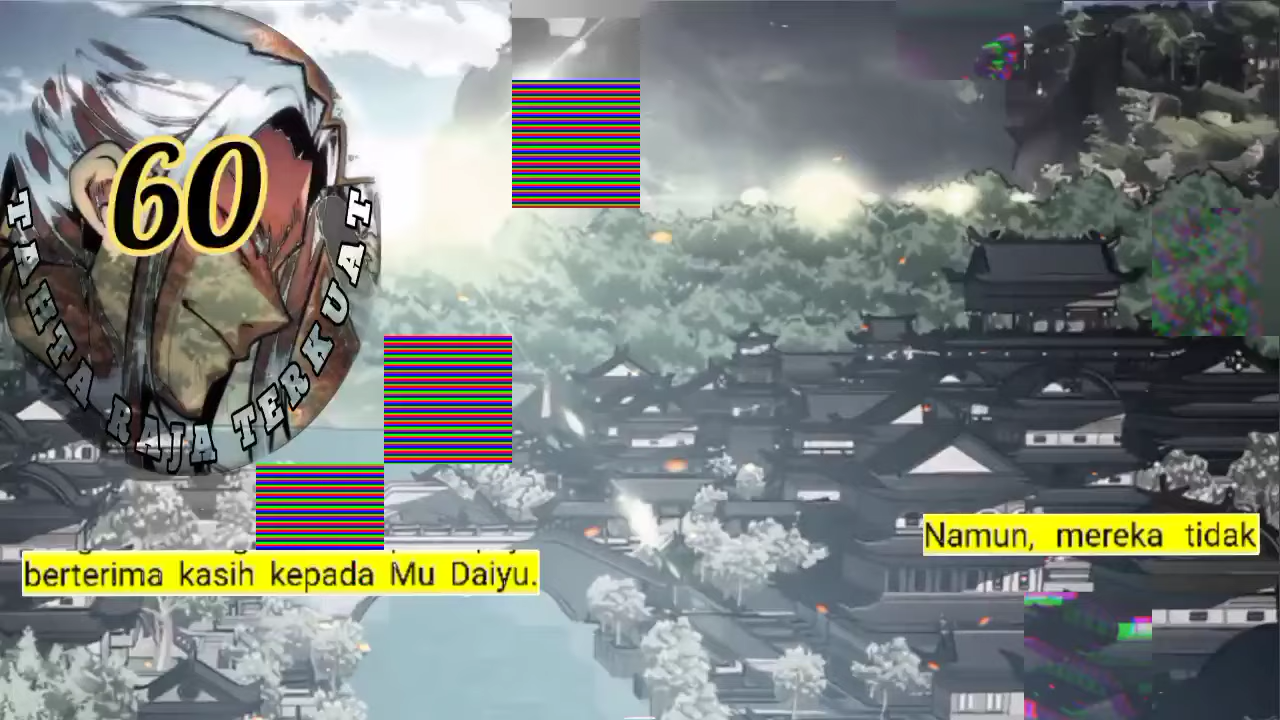 60
TAHTA RAJA TERKUAT
Namun, mereka tidak
berterima kasih kepada Mu Daiyu.